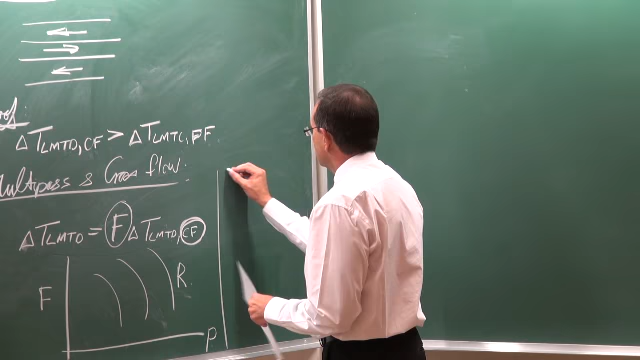 ΔT_LMTD,CF > ΔT_LMTD,PF
Multipass & Cross flow:
ΔT_LMTD = F ΔT_LMTD,CF
F
R
P